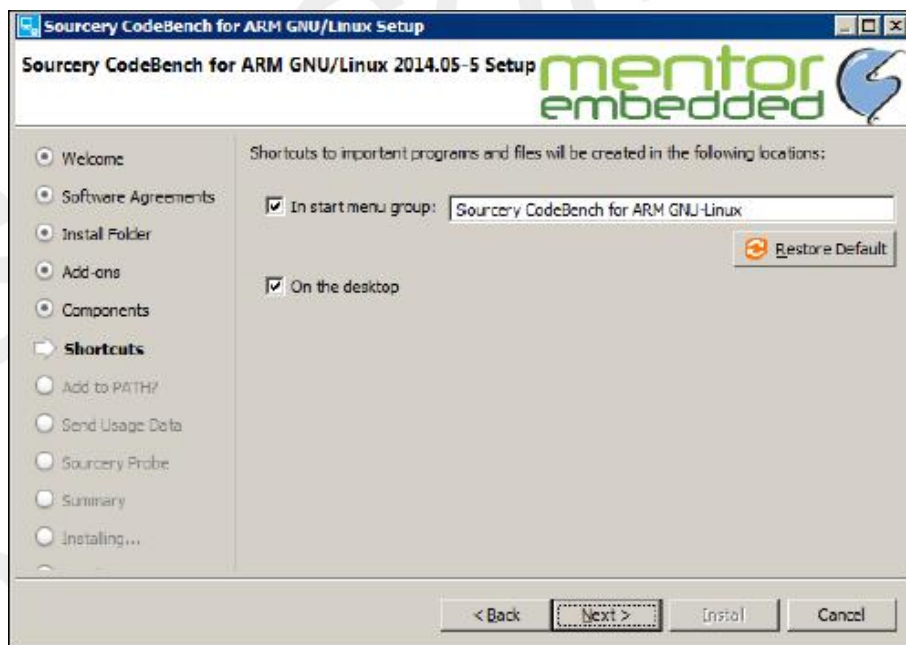 Sourcery CodeBench for ARM GNU/Linux Setup
Sourcery CodeBench for ARM GNU/Linux 2014.05-5 Setup
mentor
embedded
Welcome
Software Agreements
Install Folder
Add-ons
Components
Shortcuts
Add to PATH?
Send Usage Data
Sourcery Probe
Summary
Installing...
Shortcuts to important programs and files will be created in the following locations:
In start menu group: Sourcery CodeBench for ARM GNU-Linux
Restore Default
On the desktop
< Back Next > Install Cancel